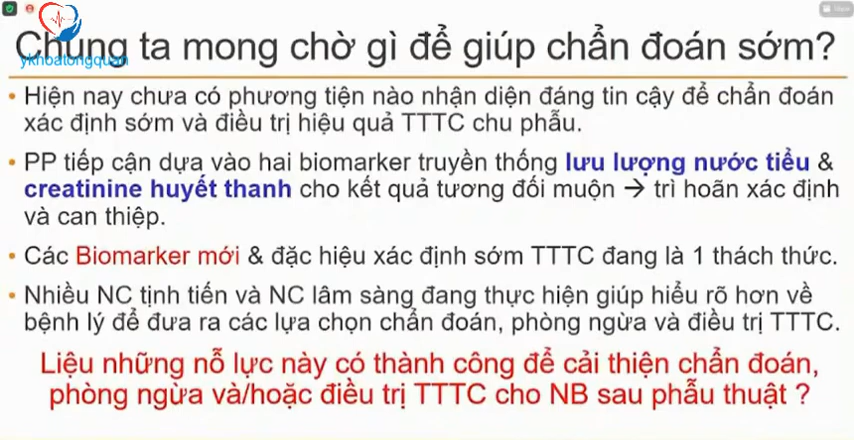 Chúng ta mong chờ gì để giúp chẩn đoán sớm?
ykhoatongquan
• Hiện nay chưa có phương tiện nào nhận diện đáng tin cậy để chẩn đoán
xác định sớm và điều trị hiệu quả TTTC chu phẫu.
• PP tiếp cận dựa vào hai biomarker truyền thống lưu lượng nước tiểu &
creatinine huyết thanh cho kết quả tương đối muộn → trì hoãn xác định
và can thiệp.
• Các Biomarker mới & đặc hiệu xác định sớm TTTC đang là 1 thách thức.
• Nhiều NC tịnh tiến và NC lâm sàng đang thực hiện giúp hiểu rõ hơn về
bệnh lý để đưa ra các lựa chọn chẩn đoán, phòng ngừa và điều trị TTTC.
Liệu những nỗ lực này có thành công để cải thiện chẩn đoán,
phòng ngừa và/hoặc điều trị TTTC cho NB sau phẫu thuật ?